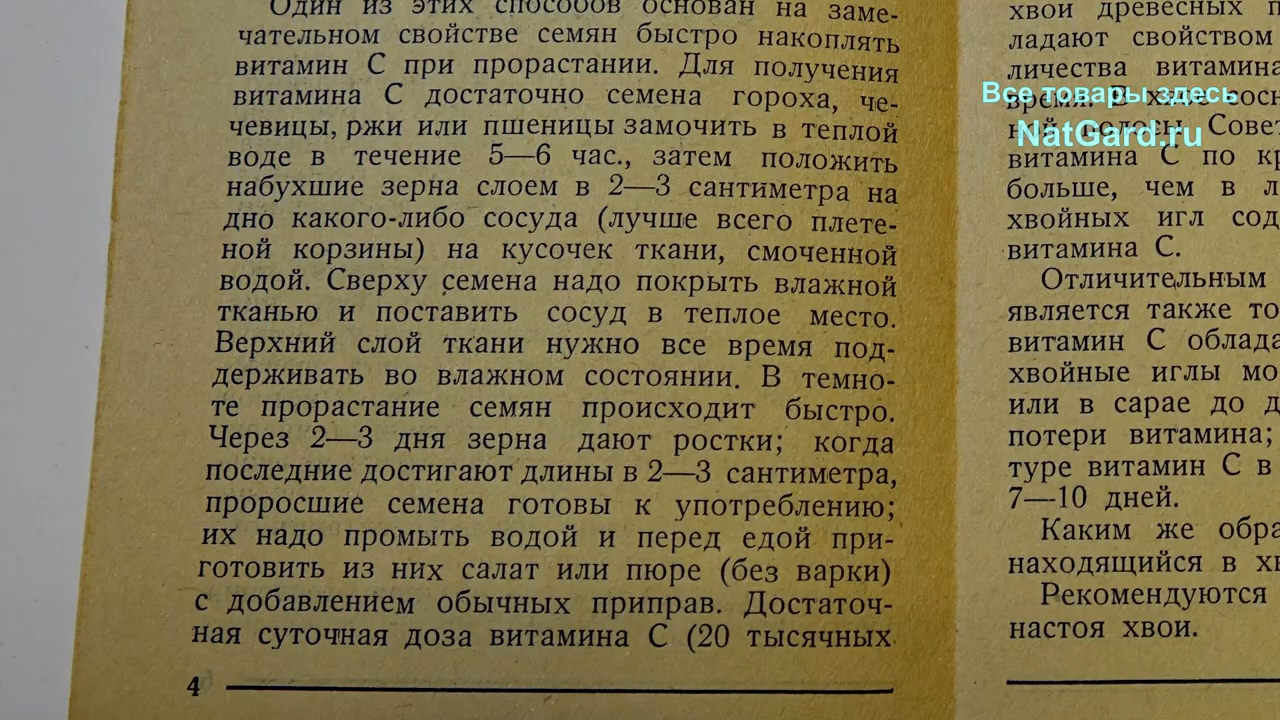 Один из этих способов основан на заме-
чательном свойстве семян быстро накоплять
витамин С при прорастании. Для получения
витамина С достаточно семена гороха, че-
чевицы, ржи или пшеницы замочить в теплой
воде в течение 5—6 час., затем положить
набухшие зерна слоем в 2—3 сантиметра на
дно какого-либо сосуда (лучше всего плете-
ной корзины) на кусочек ткани, смоченной
водой. Сверху семена надо покрыть влажной
тканью и поставить сосуд в теплое место.
Верхний слой ткани нужно все время под-
держивать во влажном состоянии. В темно-
те прорастание семян происходит быстро.
Через 2—3 дня зерна дают ростки; когда
последние достигают длины в 2—3 сантиметра,
проросшие семена готовы к употреблению;
их надо промыть водой и перед едой при-
готовить из них салат или пюре (без варки)
с добавлением обычных приправ. Достаточ-
ная суточная доза витамина С (20 тысячных
4
хвои древесных
ладают свойством
личества витамина
время. В
Совет
витамина С по кр
больше, чем в л
хвойных игл сод
витамина С.
Отличительным
является также то
витамин С облада
хвойные иглы мо
или в сарае до д
потери витамина;
туре витамин С в
7—10 дней.
Каким же обра
находящийся в хв
Рекомендуются
настоя хвои.
Все товары здесь
NatGard.ru